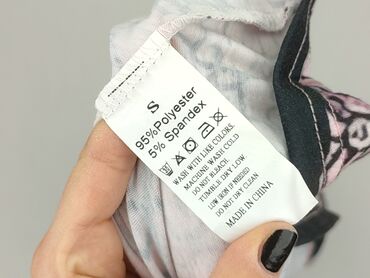 S
95%Polyester
5% Spandex
WASH WITH LIKE COLORS.
MACHINE WASH COLD
DO NOT BLEACH.
TUMBLE DRY LOW.
LOW IRON IF NEEDED
DO NOT DRY CLEAN
MADE IN CHINA